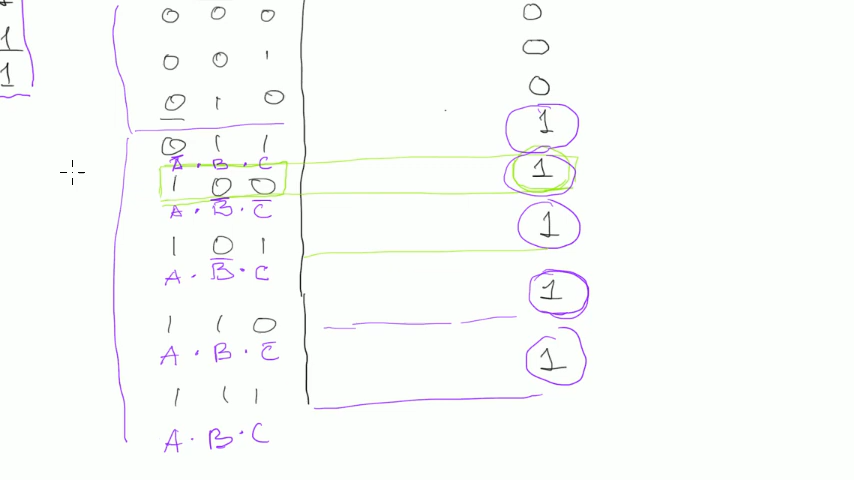 1
1
0 0 0 0
0 0 1 0
0 1 0 0
0 1 1 1
A̅ · B · C
1 0 0 1
A · B̅ · C̅
1 0 1 1
A · B̅ · C
1 1 0 1
A · B · C̅
1 1 1 1
A · B · C